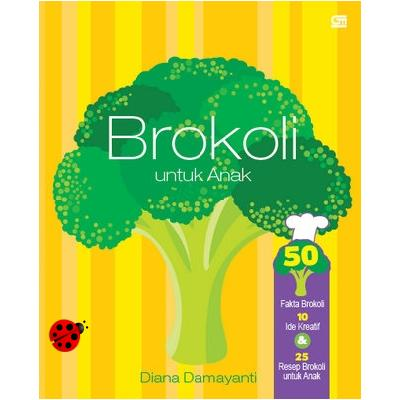 Brokoli
untuk Anak
50
Fakta Brokoli
10
Ide Kreatif
&
25
Resep Brokoli
untuk Anak
Diana Damayanti